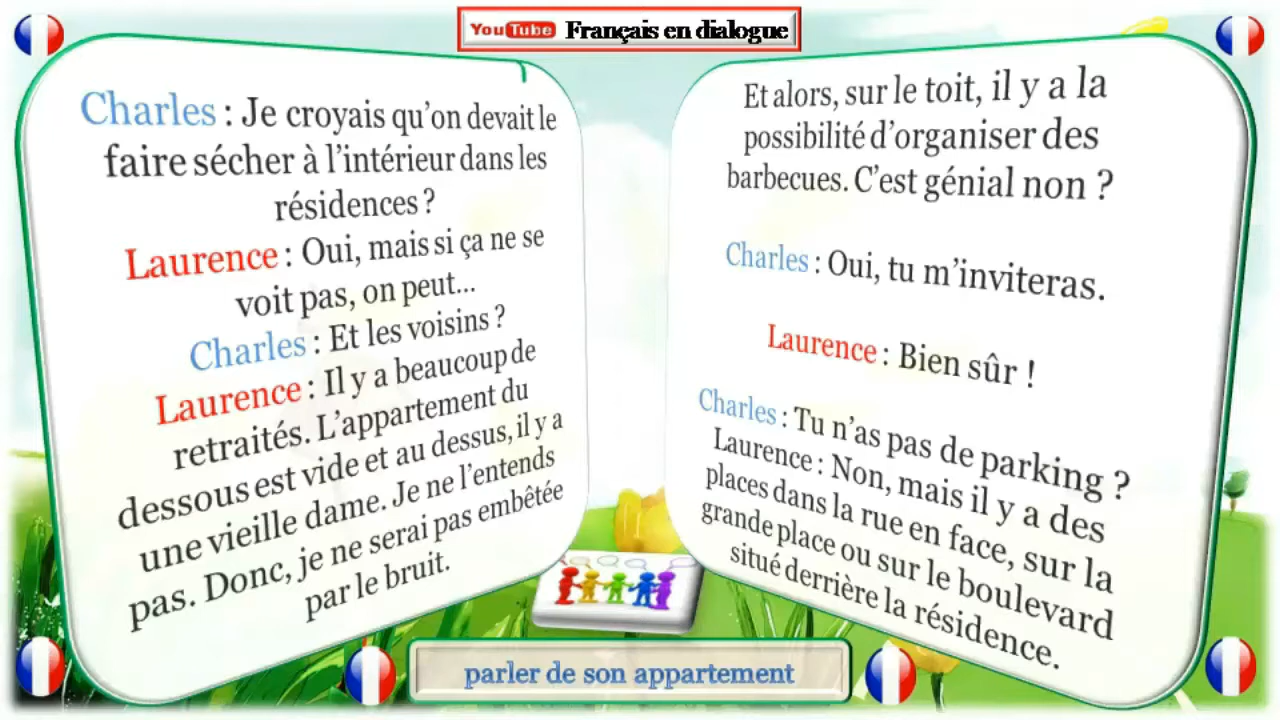 YouTube Français en dialogue
Charles : Je croyais qu’on devait le
faire sécher à l’intérieur dans les
résidences ?
Laurence : Oui, mais si ça ne se
voit pas, on peut...
Charles : Et les voisins ?
Laurence : Il y a beaucoup de
retraités. L’appartement du
dessous est vide et au dessus, il y a
une vieille dame. Je ne l’entends
pas. Donc, je ne serai pas embêtée
par le bruit.
Et alors, sur le toit, il y a la
possibilité d’organiser des
barbecues. C’est génial non ?
Charles : Oui, tu m’inviteras.
Laurence : Bien sûr !
Charles : Tu n’as pas de parking ?
Laurence : Non, mais il y a des
places dans la rue en face, sur la
grande place ou sur le boulevard
situé derrière la résidence.
parler de son appartement